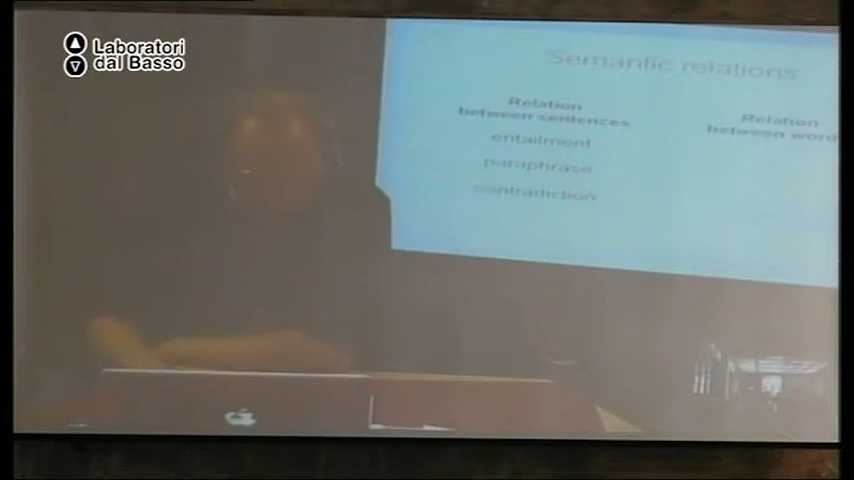 Laboratori
dal Basso
Semantic relations
Relation
between sentences
entailment
paraphrase
contradiction
Relation
between word